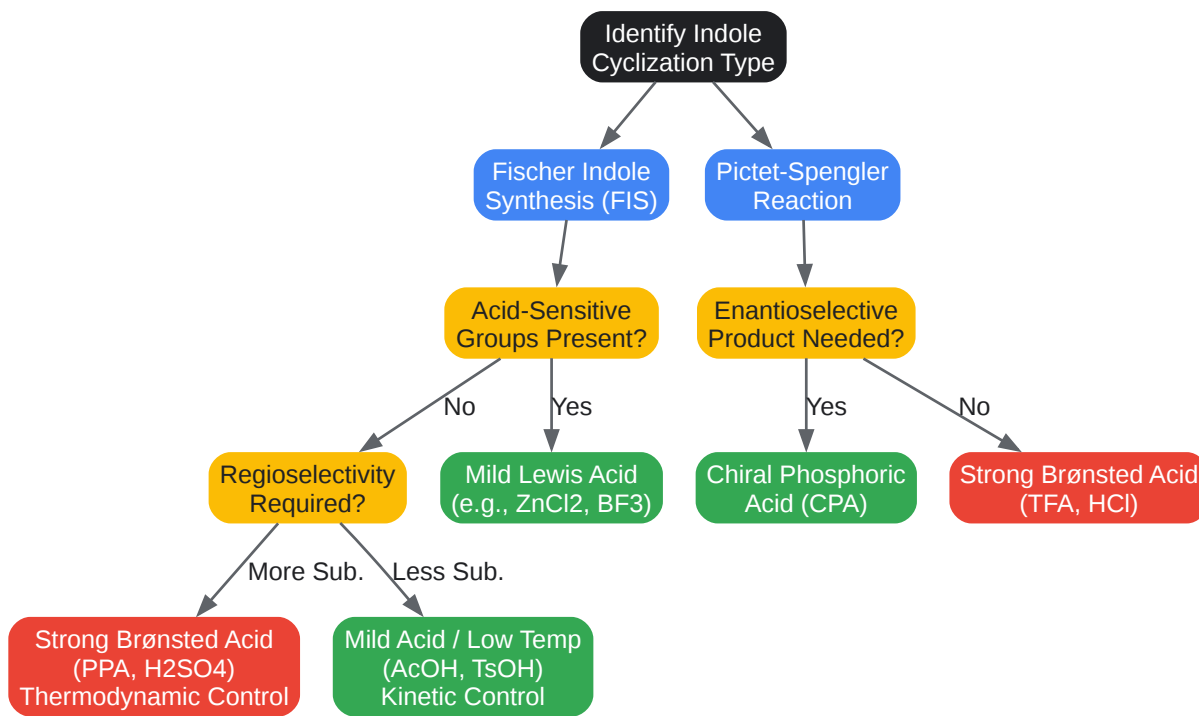 Identify Indole
Cyclization Type
Fischer Indole
Synthesis (FIS)
Pictet-Spengler
Reaction
Acid-Sensitive
Groups Present?
Enantioselective
Product Needed?
No
Yes
Yes
No
Regioselectivity
Required?
Mild Lewis Acid
(e.g., ZnCl2, BF3)
Chiral Phosphoric
Acid (CPA)
Strong Brønsted Acid
(TFA, HCl)
More Sub.
Less Sub.
Strong Brønsted Acid
(PPA, H2SO4)
Thermodynamic Control
Mild Acid / Low Temp
(AcOH, TsOH)
Kinetic Control